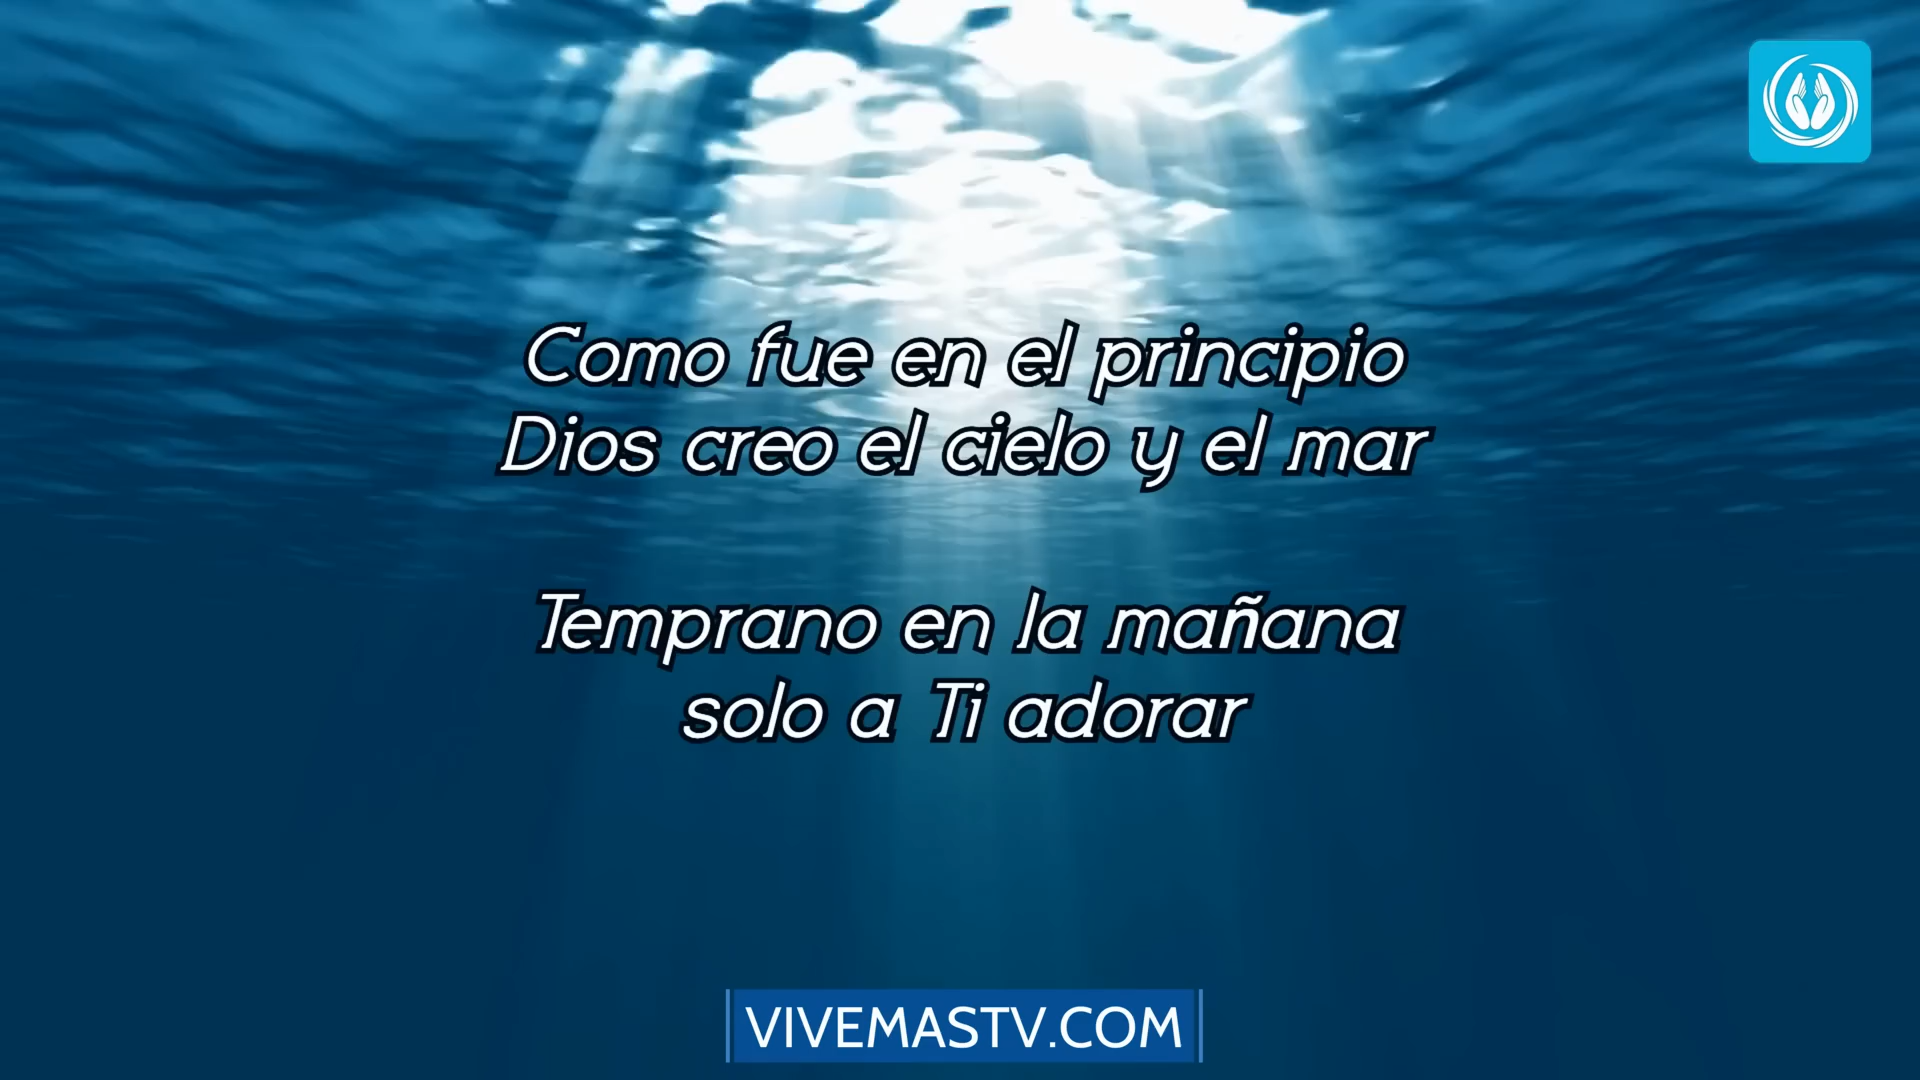 Como fue en el principio
Dios creo el cielo y el mar
Temprano en la mañana
solo a Ti adorar
VIVEMASTV.COM